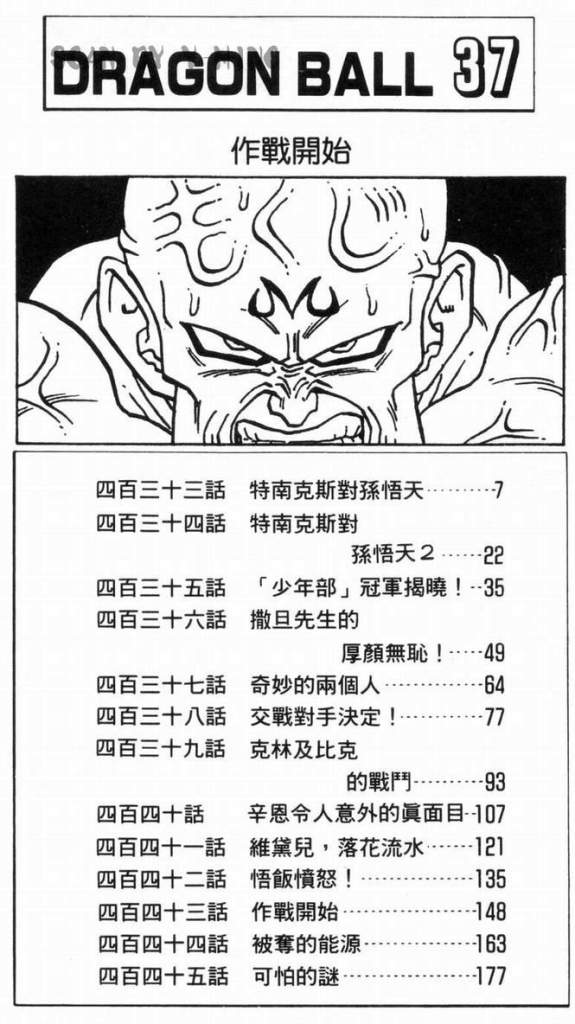 DRAGON BALL 37
作戰開始
四百三十三話 特南克斯對孫悟天·········7
四百三十四話 特南克斯對
孫悟天２······22
四百三十五話 「少年部」冠軍揭曉！··35
四百三十六話 撒旦先生的
厚顏無恥！·····49
四百三十七話 奇妙的兩個人·············64
四百三十八話 交戰對手決定！···········77
四百三十九話 克林及比克
的戰鬥··········93
四百四十話 辛恩令人意外的眞面目··107
四百四十一話 維黛兒，落花流水·······121
四百四十二話 悟飯憤怒！···············135
四百四十三話 作戰開始·················148
四百四十四話 被奪的能源··············163
四百四十五話 可怕的謎·················177